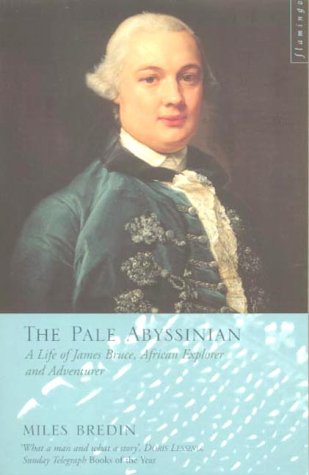 flamingo
THE PALE ABYSSINIAN
A Life of James Bruce, African Explorer
and Adventurer
MILES BREDIN
'What a man and what a story'. DORIS LESSING,
Sunday Telegraph Books of the Year